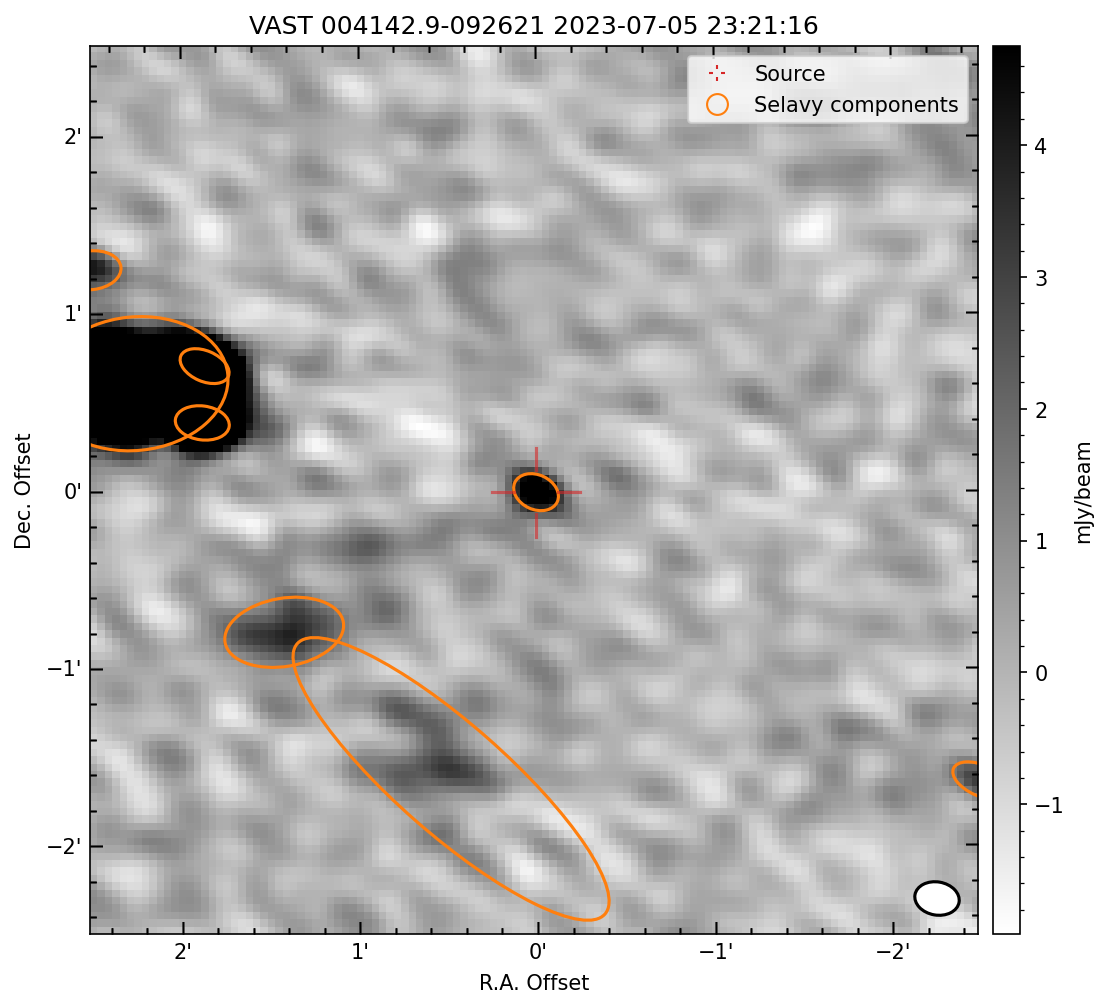 VAST 004142.9-092621 2023-07-05 23:21:16
Source
Selavy components
2'
1'
0'
−1'
−2'
Dec. Offset
2'
1'
0'
−1'
−2'
R.A. Offset
4
3
2
1
0
−1
mJy/beam